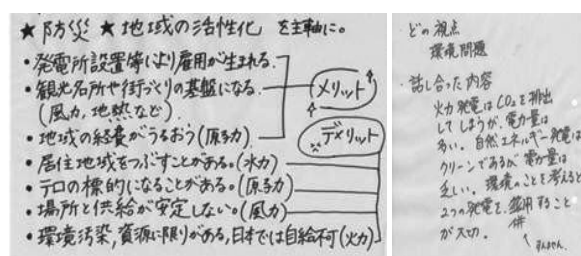 ★防災 ★地域の活性化 を主軸に。
・発電所設置等により雇用が生まれる.
・観光名所や街づくりの基盤になる.
(風力,地熱など)
・地域の経費がうるおう(原子力)
・居住地域をつぶすことがある。(水力)
・テロの標的になることがある。(原子力)
・場所と供給が安定しない。(風力)
・環境汚染,資源に限りがある,日本では自給不可(火力)
メリット
デメリット
どの視点
環境問題
・話し合った内容
火力発電はCO₂を排出
してしまうが、電力量は
多い。自然エネルギー発電は
クリーンであるが電力量は
乏しい。環境のことを考えると
2つの発電を、併用すること
が大切。